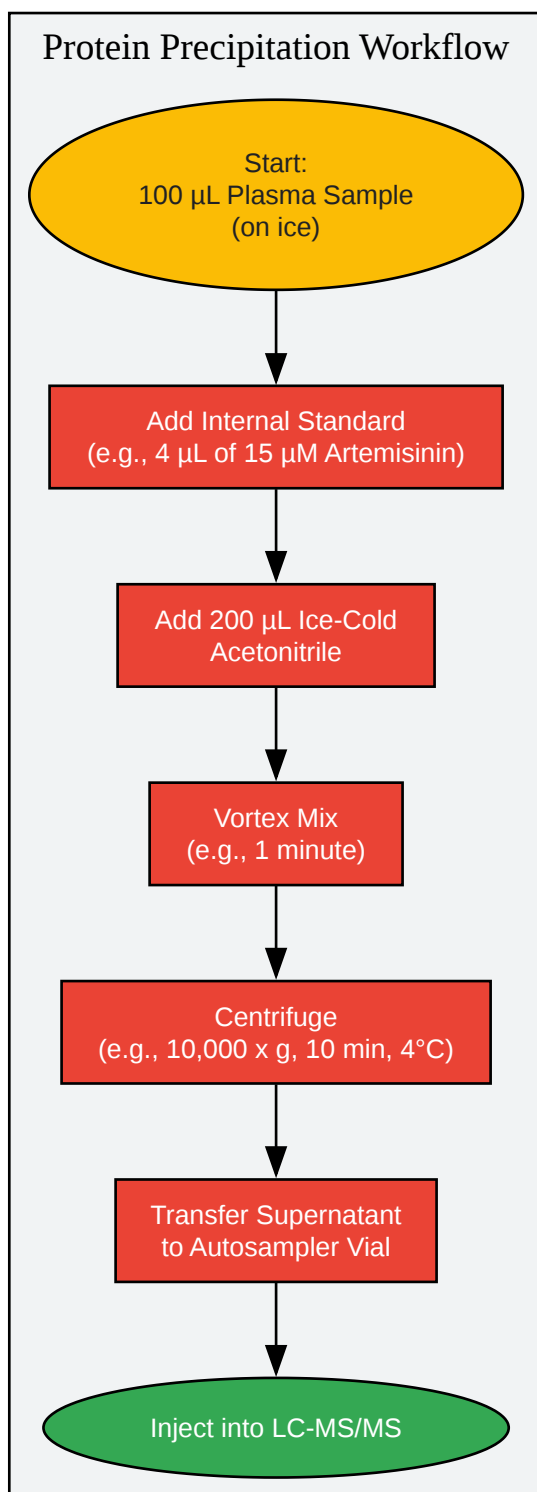 Protein Precipitation Workflow
Start:
100 µL Plasma Sample
(on ice)
Add Internal Standard
(e.g., 4 µL of 15 µM Artemisinin)
Add 200 µL Ice-Cold
Acetonitrile
Vortex Mix
(e.g., 1 minute)
Centrifuge
(e.g., 10,000 x g, 10 min, 4°C)
Transfer Supernatant
to Autosampler Vial
Inject into LC-MS/MS